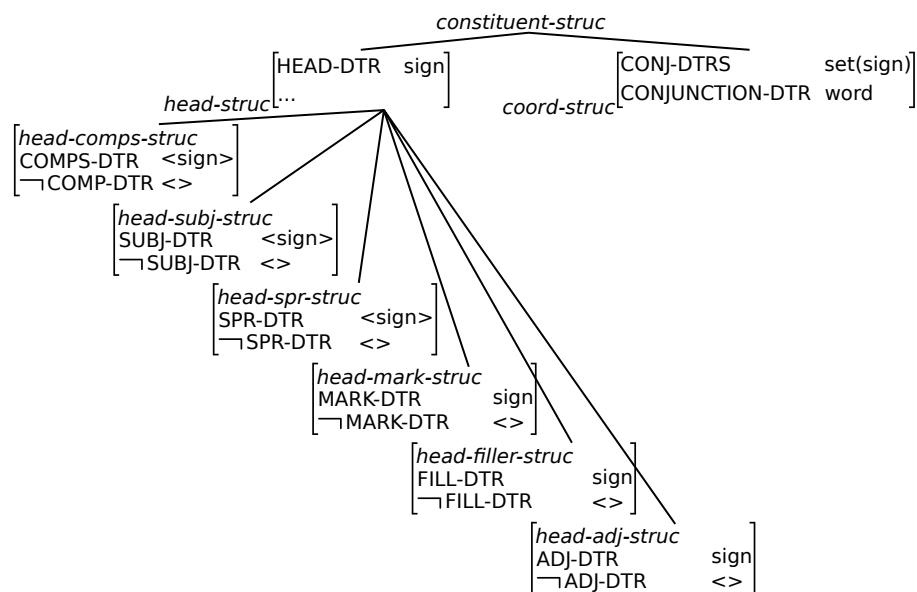 constituent-struc
HEAD-DTR sign
...
head-struc
CONJ-DTRS set(sign)
CONJUNCTION-DTR word
coord-struc
head-comps-struc
COMPS-DTR <sign>
¬COMP-DTR <>
head-subj-struc
SUBJ-DTR <sign>
¬SUBJ-DTR <>
head-spr-struc
SPR-DTR <sign>
¬SPR-DTR <>
head-mark-struc
MARK-DTR sign
¬MARK-DTR <>
head-filler-struc
FILL-DTR sign
¬FILL-DTR <>
head-adj-struc
ADJ-DTR sign
¬ADJ-DTR <>